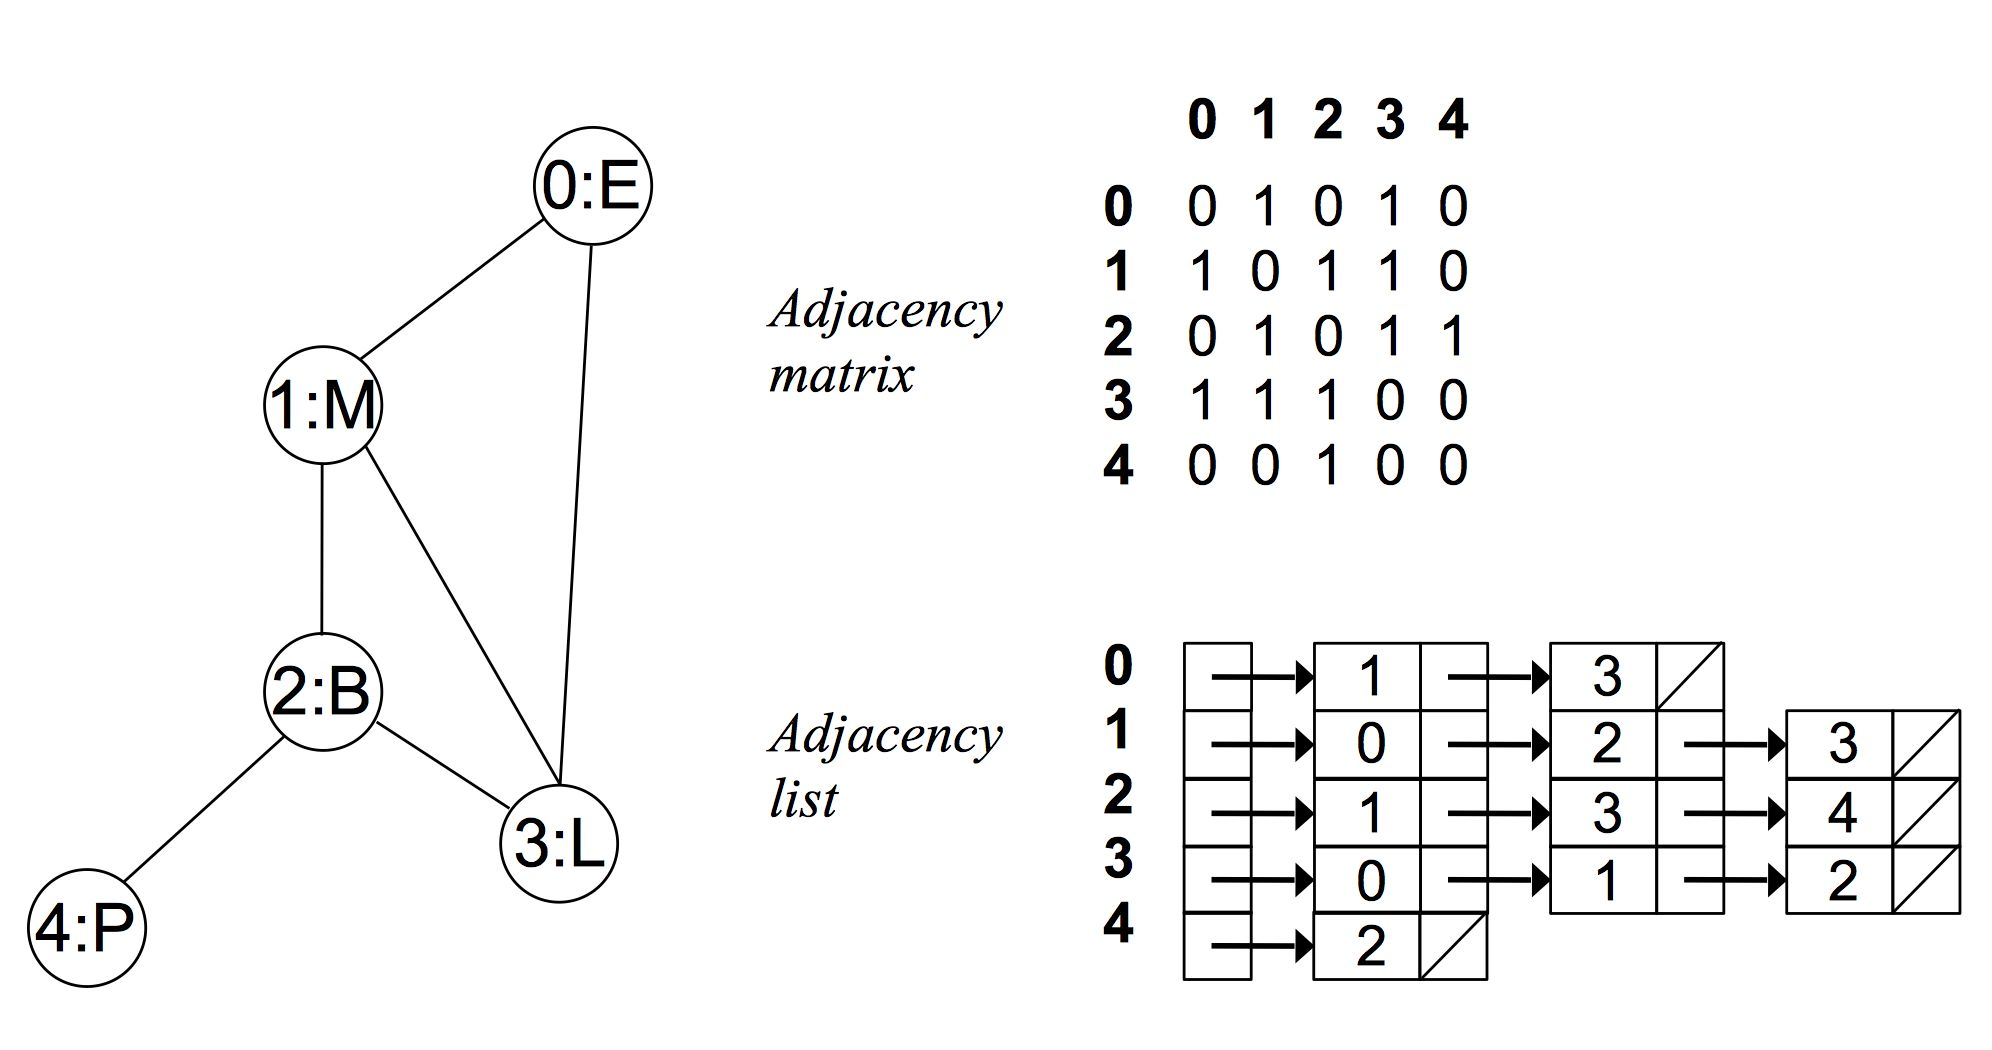 0:E
1:M
2:B
3:L
4:P
Adjacency
matrix
0 1 2 3 4
0 0 1 0 1 0
1 1 0 1 1 0
2 0 1 0 1 1
3 1 1 1 0 0
4 0 0 1 0 0
Adjacency
list
0 1 3
1 0 2 3
2 1 3 4
3 0 1 2
4 2